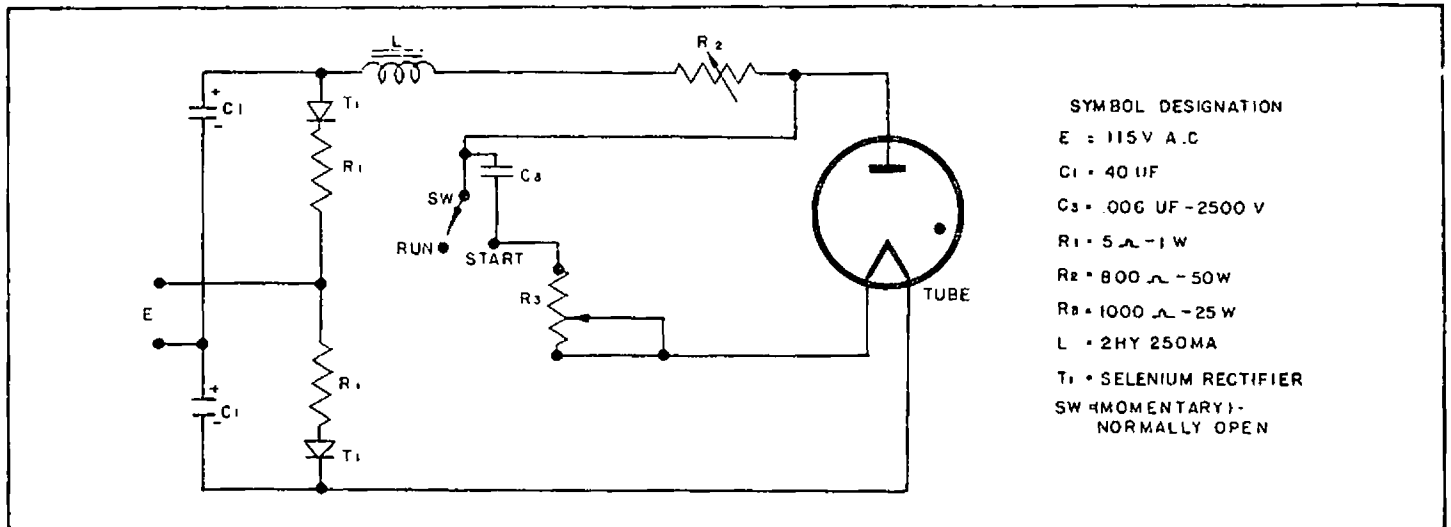 L
R2
+
C1
-
T1
R1
SYMBOL DESIGNATION
E = 115V A.C
C1 = 40 UF
C3 = .006 UF - 2500 V
R1 = 5 Ω - 1 W
R2 = 800 Ω - 50 W
R3 = 1000 Ω - 25 W
L = 2HY 250MA
T1 = SELENIUM RECTIFIER
SW = (MOMENTARY) -
NORMALLY OPEN
C3
SW
RUN
START
R3
TUBE
E
R1
+
C1
-
T1